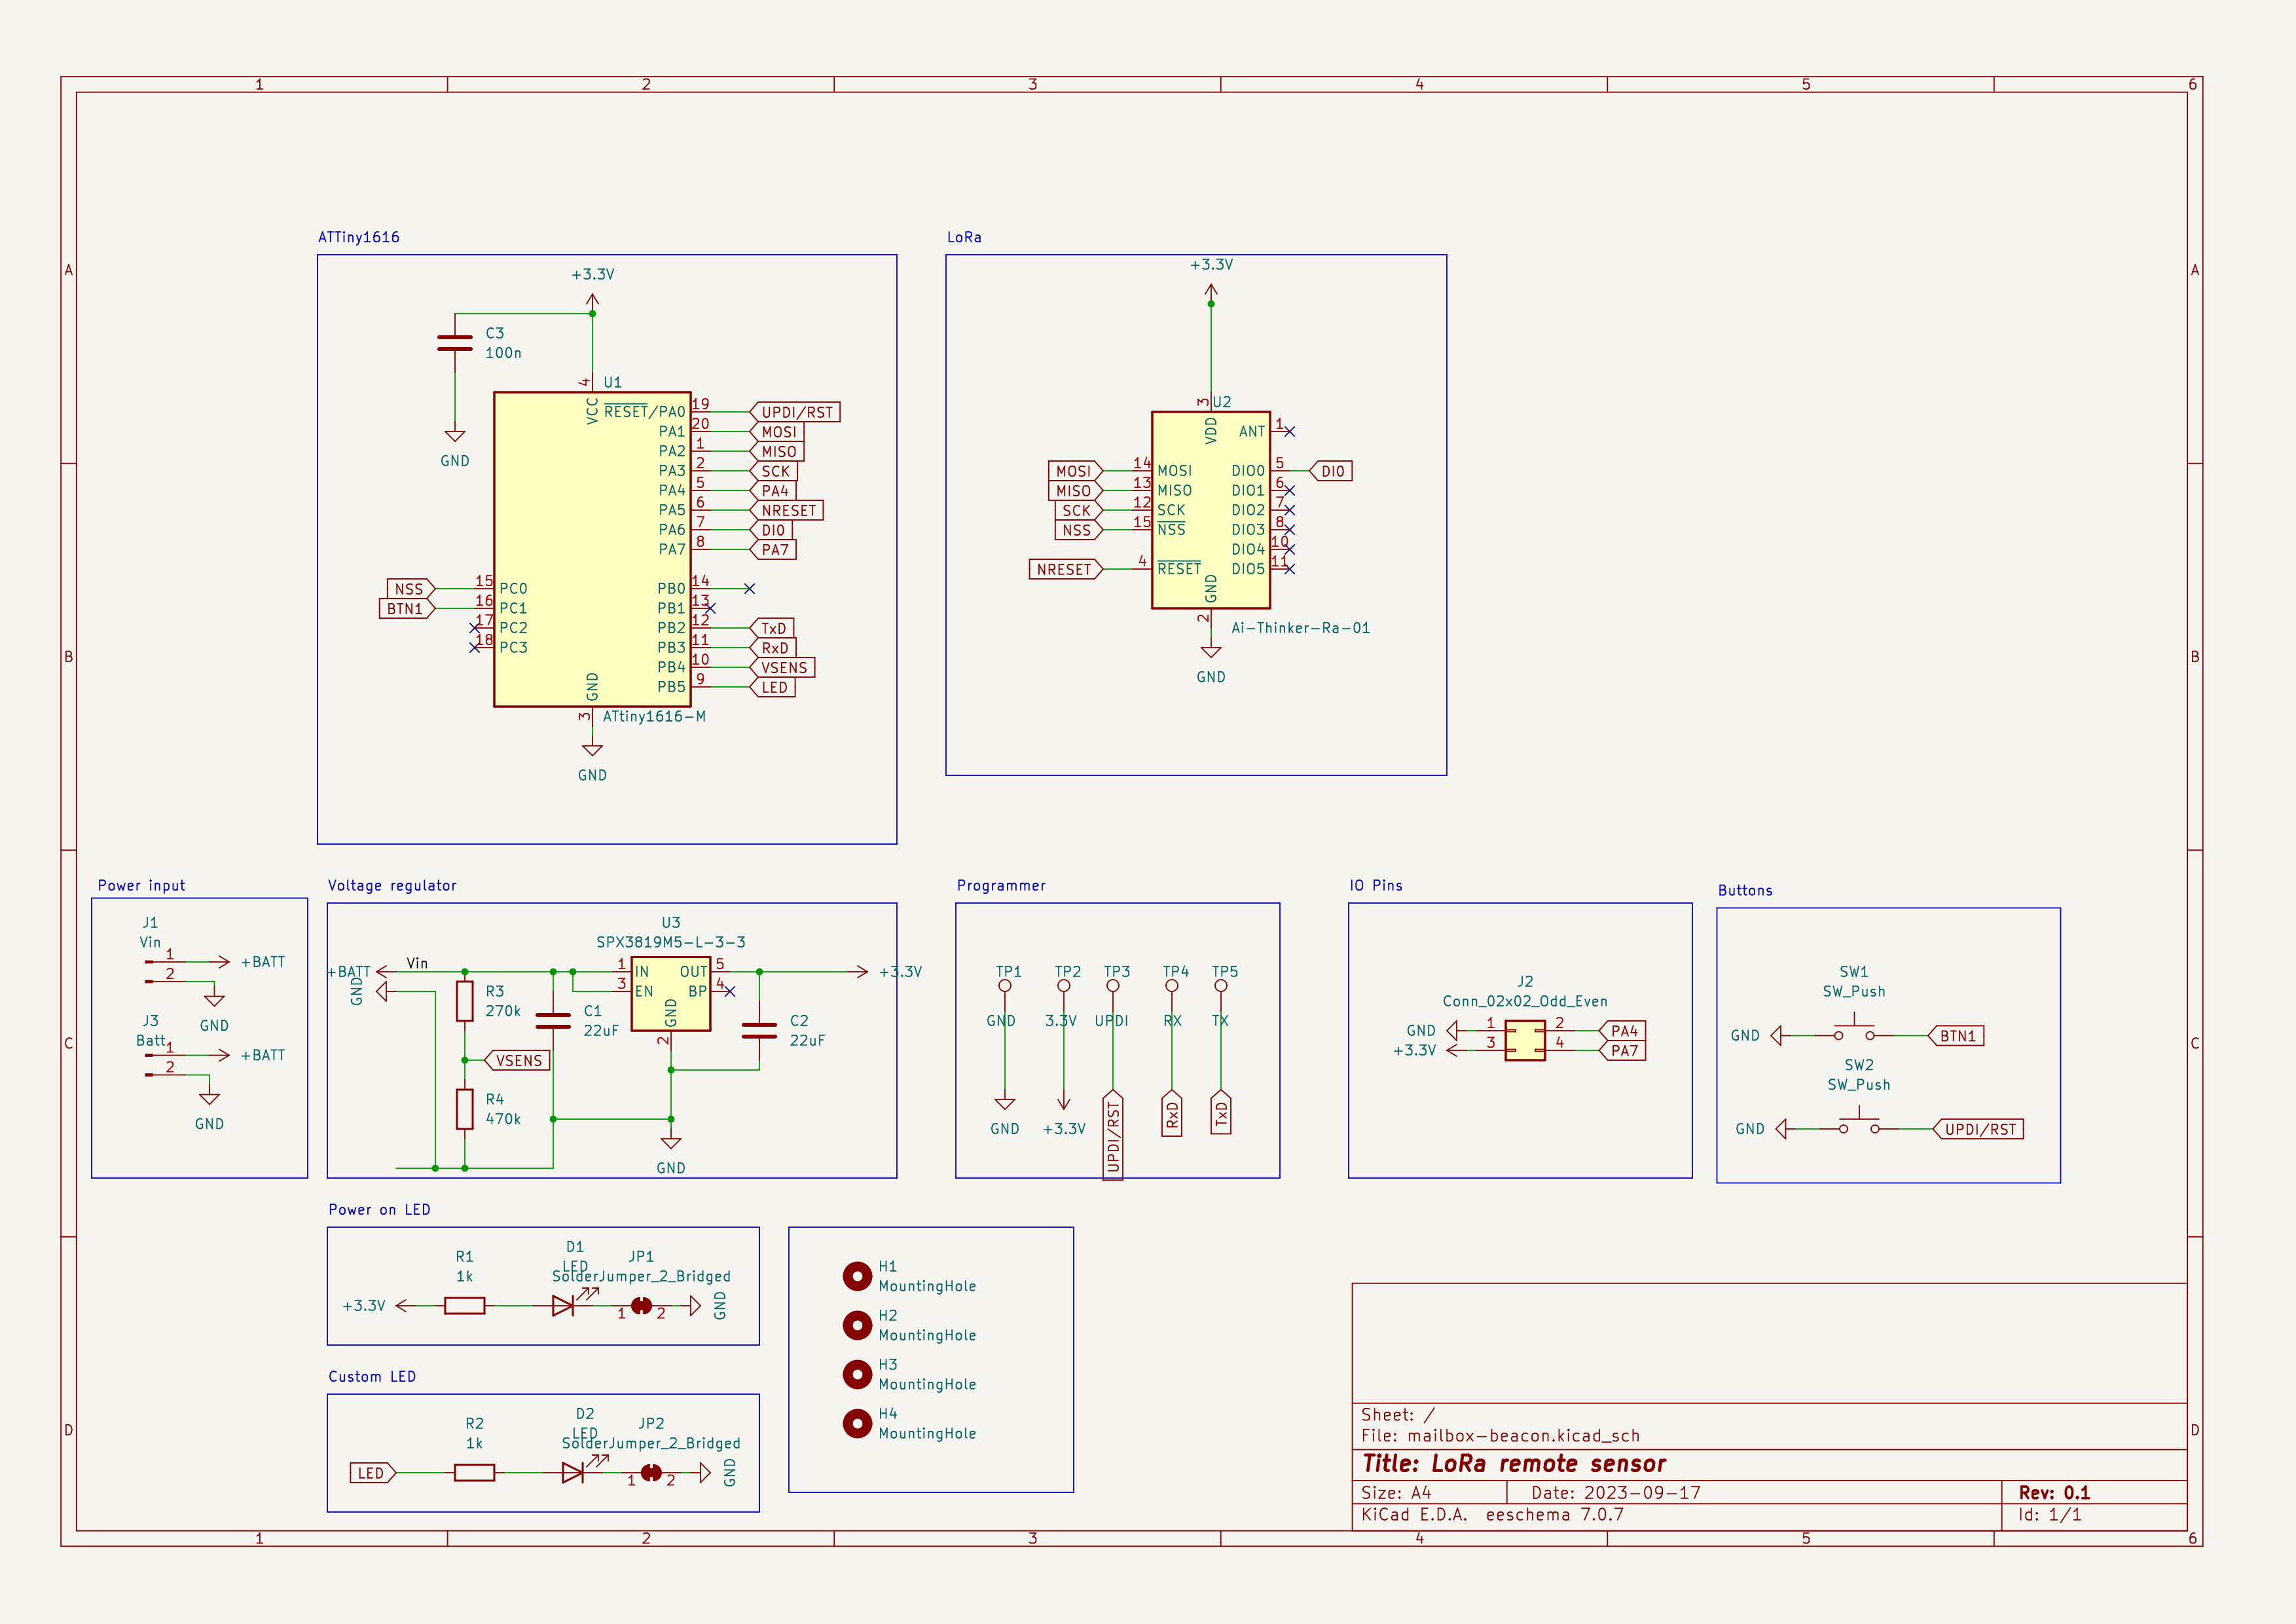 1 2 3 4 5 6
A A
B B
C C
D D
ATTiny1616
+3.3V
C3
100n
GND
U1
4
VCC
RESET/PA0 19 UPDI/RST
PA1 20 MOSI
PA2 1 MISO
PA3 2 SCK
PA4 5 PA4
PA5 6 NRESET
PA6 7 DI0
PA7 8 PA7
NSS 15 PC0 PB0 14
BTN1 16 PC1 PB1 13
17 PC2 PB2 12 TxD
18 PC3 PB3 11 RxD
PB4 10 VSENS
PB5 9 LED
GND
3
ATtiny1616-M
GND
LoRa
+3.3V
3
U2
VDD
ANT 1
MOSI 14 MOSI DIO0 5 DI0
MISO 13 MISO DIO1 6
SCK 12 SCK DIO2 7
NSS 15 NSS DIO3 8
DIO4 10
NRESET 4 RESET DIO5 11
GND
2
Ai-Thinker-Ra-01
GND
Power input
J1
Vin
1 +BATT
2
GND
J3
Batt
1 +BATT
2
GND
Voltage regulator
U3
SPX3819M5-L-3-3
+BATT Vin 1 IN OUT 5 +3.3V
GND 3 EN BP 4
GND
2
R3
270k
C1
22uF
C2
22uF
VSENS
R4
470k
GND
Programmer
TP1 TP2 TP3 TP4 TP5
GND 3.3V UPDI RX TX
GND +3.3V UPDI/RST RxD TxD
IO Pins
J2
Conn_02x02_Odd_Even
GND 1 2 PA4
+3.3V 3 4 PA7
Buttons
SW1
SW_Push
GND BTN1
SW2
SW_Push
GND UPDI/RST
Power on LED
R1
1k
D1
LED
JP1
SolderJumper_2_Bridged
+3.3V 1 2 GND
Custom LED
R2
1k
D2
LED
JP2
SolderJumper_2_Bridged
LED 1 2 GND
H1
MountingHole
H2
MountingHole
H3
MountingHole
H4
MountingHole
Sheet: /
File: mailbox-beacon.kicad_sch
Title: LoRa remote sensor
Size: A4 Date: 2023-09-17 Rev: 0.1
KiCad E.D.A. eeschema 7.0.7 Id: 1/1
1 2 3 4 5 6